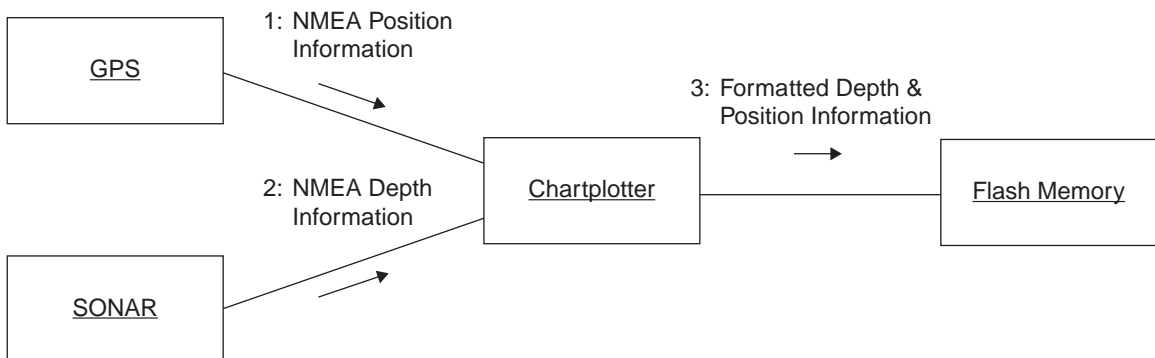 1: NMEA Position
Information
GPS
3: Formatted Depth &
Position Information
2: NMEA Depth
Information
Chartplotter
Flash Memory
SONAR